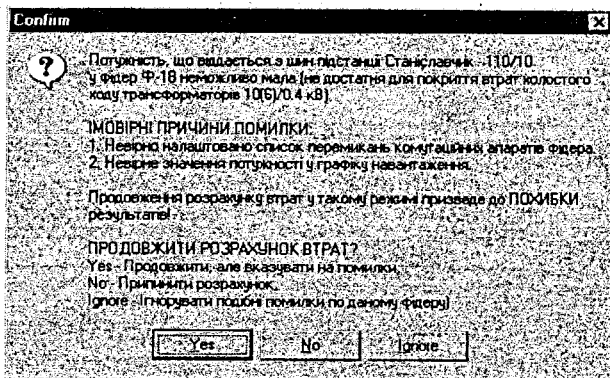 Confirm
Потужність, що віддається з шин підстанції Станіславчик - 110/10
у фідер Ф-18 неможливо мала (не достатня для покриття втрат холостого
ходу трансформаторів 10(6)/0.4 кВ).
ІМОВІРНІ ПРИЧИНИ ПОМИЛКИ:
1. Невірно налаштовано список перемикань комутаційних апаратів фідера.
2. Невірне значення потужності у графіку навантаження.
Продовження розрахунку втрат у такому режимі призведе до ПОХИБКИ
результатів!
ПРОДОВЖИТИ РОЗРАХУНОК ВТРАТ?
Yes - Продовжити, але вказувати на помилки,
No - Припинити розрахунок,
Ignore - Ігнорувати подібні помилки по даному фідеру)
Yes No Ignore